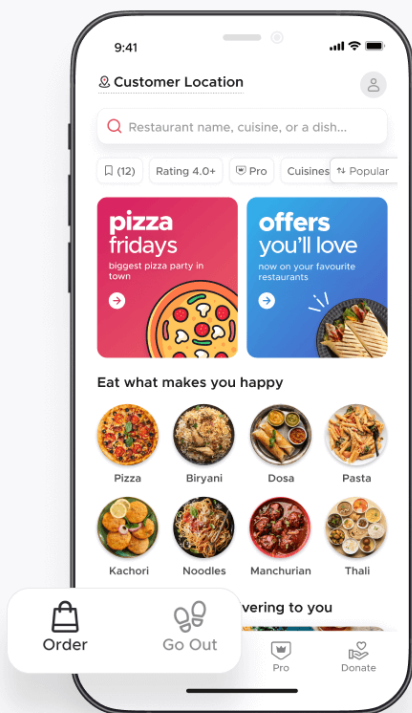 9:41
Customer Location
Restaurant name, cuisine, or a dish...
(12) Rating 4.0+ Pro Cuisines Popular
pizza
fridays
biggest pizza party in
town
offers
you'll love
now on your favourite
restaurants
Eat what makes you happy
Pizza Biryani Dosa Pasta
Kachori Noodles Manchurian Thali
vering to you
Order Go Out Pro Donate